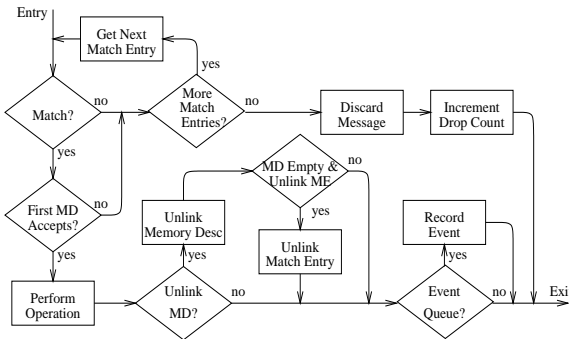 Entry
Get Next
Match Entry
yes
Match?
no
More
Match
Entries?
no
Discard
Message
Increment
Drop Count
yes
MD Empty &
Unlink ME
no
First MD
Accepts?
no
Unlink
Memory Desc
yes
Record
Event
yes
yes
Unlink
Match Entry
yes
Perform
Operation
Unlink
MD?
no
Event
Queue?
no
Exi